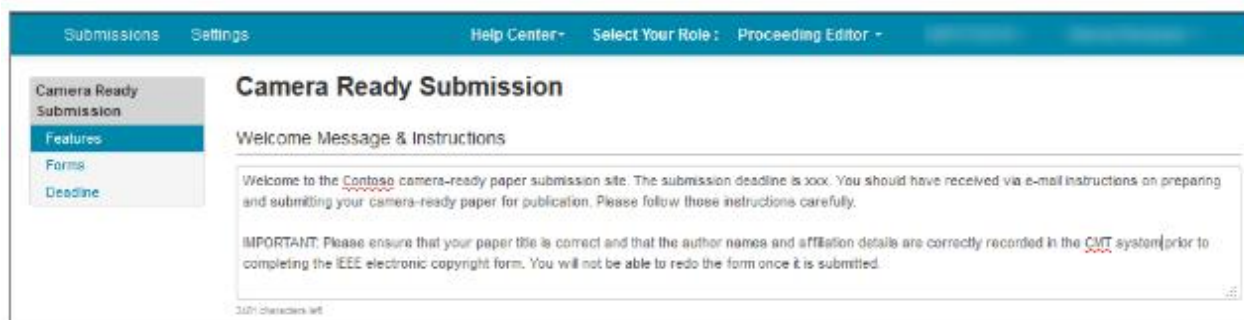 Submissions Settings Help Center Select Your Role : Proceeding Editor
Camera Ready
Submission
Features
Forms
Deadline
Camera Ready Submission
Welcome Message & Instructions
Welcome to the Contoso camera-ready paper submission site. The submission deadline is xxx. You should have received via e-mail instructions on preparing
and submitting your camera-ready paper for publication. Please follow those instructions carefully.
IMPORTANT: Please ensure that your paper title is correct and that the author names and affiliation details are correctly recorded in the CMT system prior to
completing the IEEE electronic copyright form. You will not be able to redo the form once it is submitted.
characters left